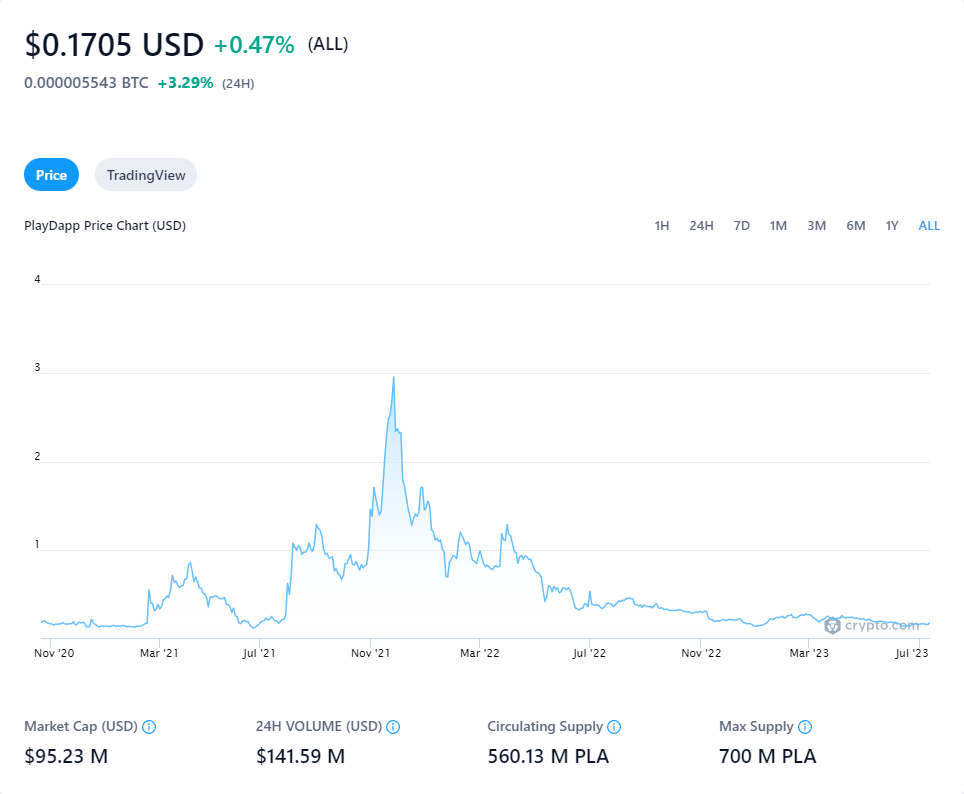 $0.1705 USD +0.47% (ALL)
0.000005543 BTC +3.29% (24H)
Price TradingView
PlayDapp Price Chart (USD) 1H 24H 7D 1M 3M 6M 1Y ALL
4
3
2
1
crypto.com
Nov '20 Mar '21 Jul '21 Nov '21 Mar '22 Jul '22 Nov '22 Mar '23 Jul '23
Market Cap (USD) 24H VOLUME (USD) Circulating Supply Max Supply
$95.23 M $141.59 M 560.13 M PLA 700 M PLA